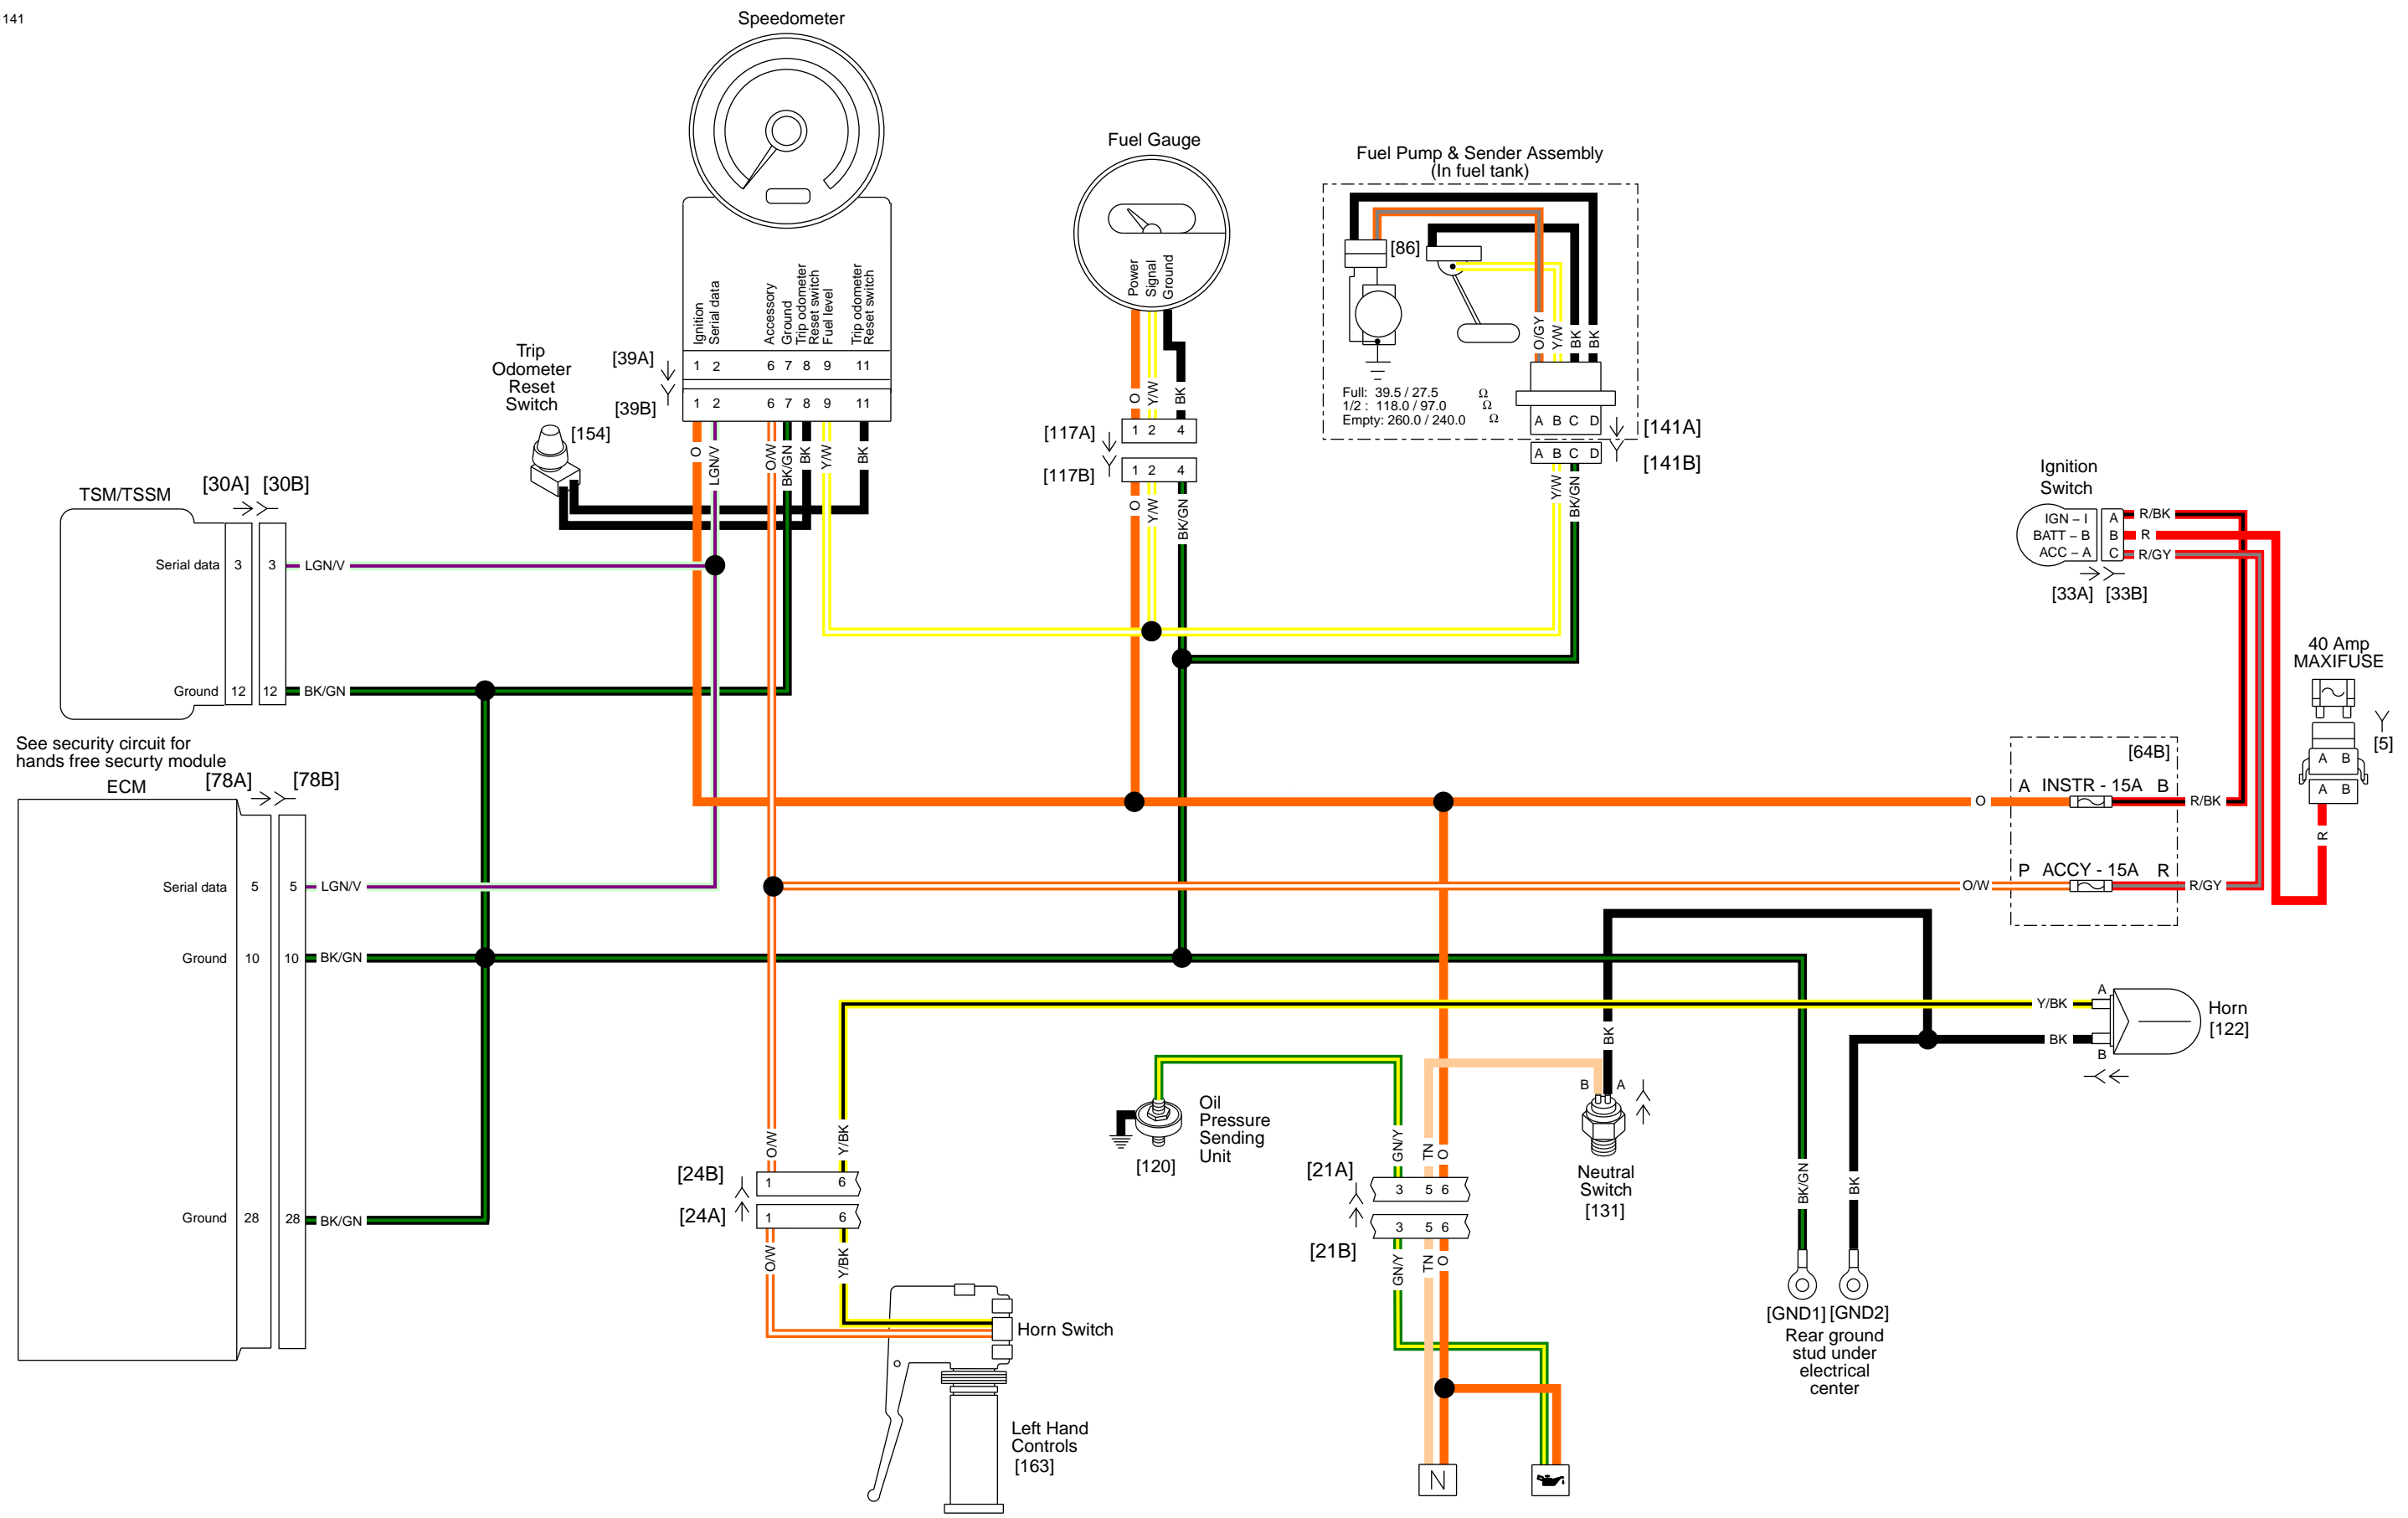 141
Speedometer
Ignition
Serial data
Accessory
Ground
Trip odometer
Reset switch
Fuel level
Trip odometer
Reset switch
[39A]
1 2 6 7 8 9 11
[39B]
1 2 6 7 8 9 11
O
LGN/V
O/W
BK/GN
BK
Y/W
BK
Trip
Odometer
Reset
Switch
[154]
Fuel Gauge
Power
Signal
Ground
O
Y/W
BK
[117A]
1 2 4
[117B]
1 2 4
O
Y/W
BK/GN
Fuel Pump & Sender Assembly
(In fuel tank)
[86]
O/GY
Y/W
BK
BK
Full: 39.5 / 27.5 Ω
1/2 : 118.0 / 97.0 Ω
Empty: 260.0 / 240.0 Ω
A B C D
[141A]
A B C D
[141B]
Y/W
BK/GN
Ignition
Switch
IGN – I A R/BK
BATT – B B R
ACC – A C R/GY
[33A] [33B]
40 Amp
MAXIFUSE
[5]
A B
A B
R
TSM/TSSM
[30A] [30B]
Serial data 3 3 LGN/V
Ground 12 12 BK/GN
See security circuit for
hands free securty module
ECM
[78A] [78B]
Serial data 5 5 LGN/V
Ground 10 10 BK/GN
Ground 28 28 BK/GN
[64B]
O A INSTR - 15A B R/BK
O/W P ACCY - 15A R R/GY
Y/BK A
BK B
Horn
[122]
O/W
Y/BK
[24B]
1 6
[24A]
1 6
O/W
Y/BK
Horn Switch
Left Hand
Controls
[163]
Oil
Pressure
Sending
Unit
[120]
GN/Y
TN
O
[21A]
3 5 6
[21B]
3 5 6
GN/Y
TN
O
N
BK
B A
Neutral
Switch
[131]
BK/GN
BK
[GND1] [GND2]
Rear ground
stud under
electrical
center